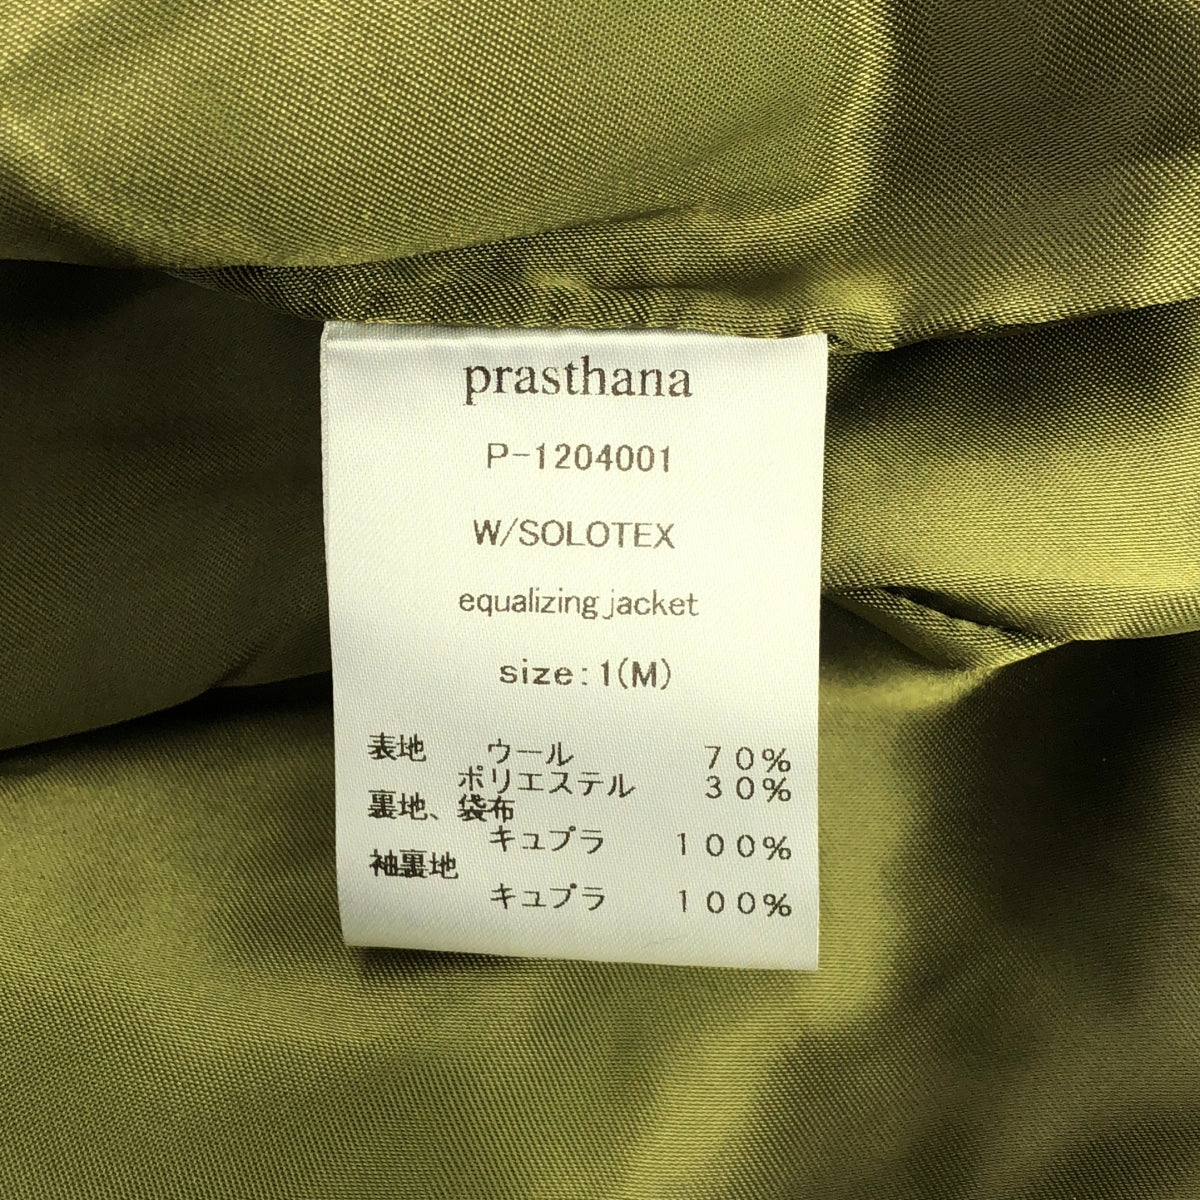 prasthana
P-1204001
W/SOLOTEX
equalizing jacket
size:1(M)
表地 ウール 70%
ポリエステル 30%
裏地、袋布
キュプラ 100%
袖裏地
キュプラ 100%